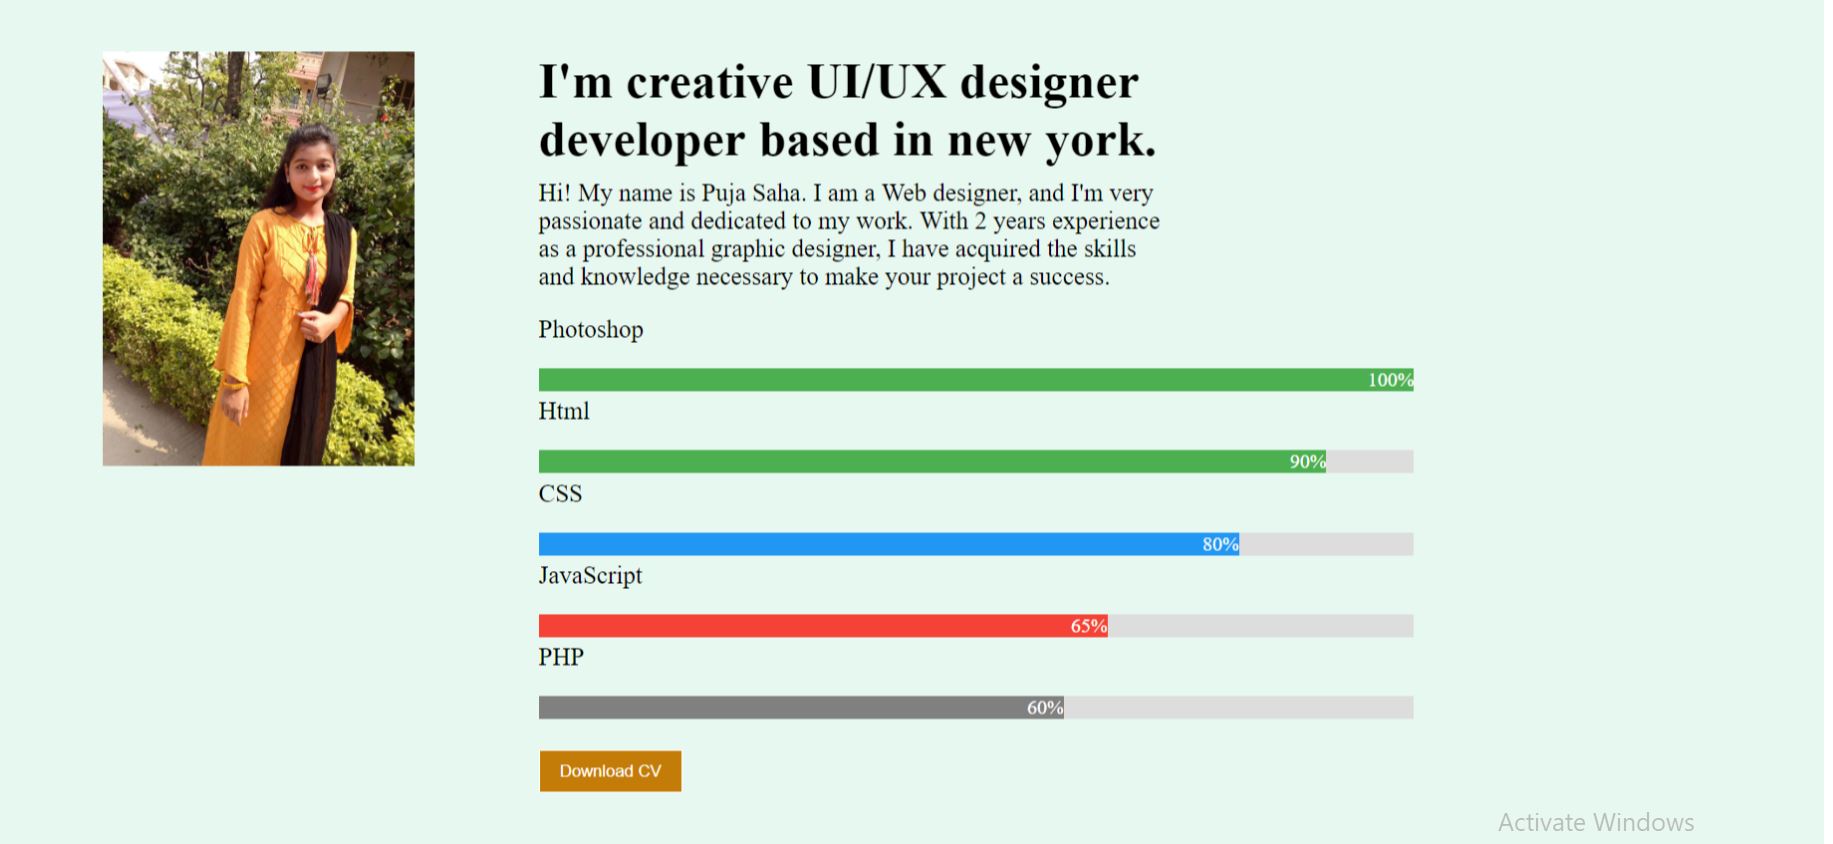 I'm creative UI/UX designer
developer based in new york.
Hi! My name is Puja Saha. I am a Web designer, and I'm very
passionate and dedicated to my work. With 2 years experience
as a professional graphic designer, I have acquired the skills
and knowledge necessary to make your project a success.
Photoshop
100%
Html
90%
CSS
80%
JavaScript
65%
PHP
60%
Download CV
Activate Windows